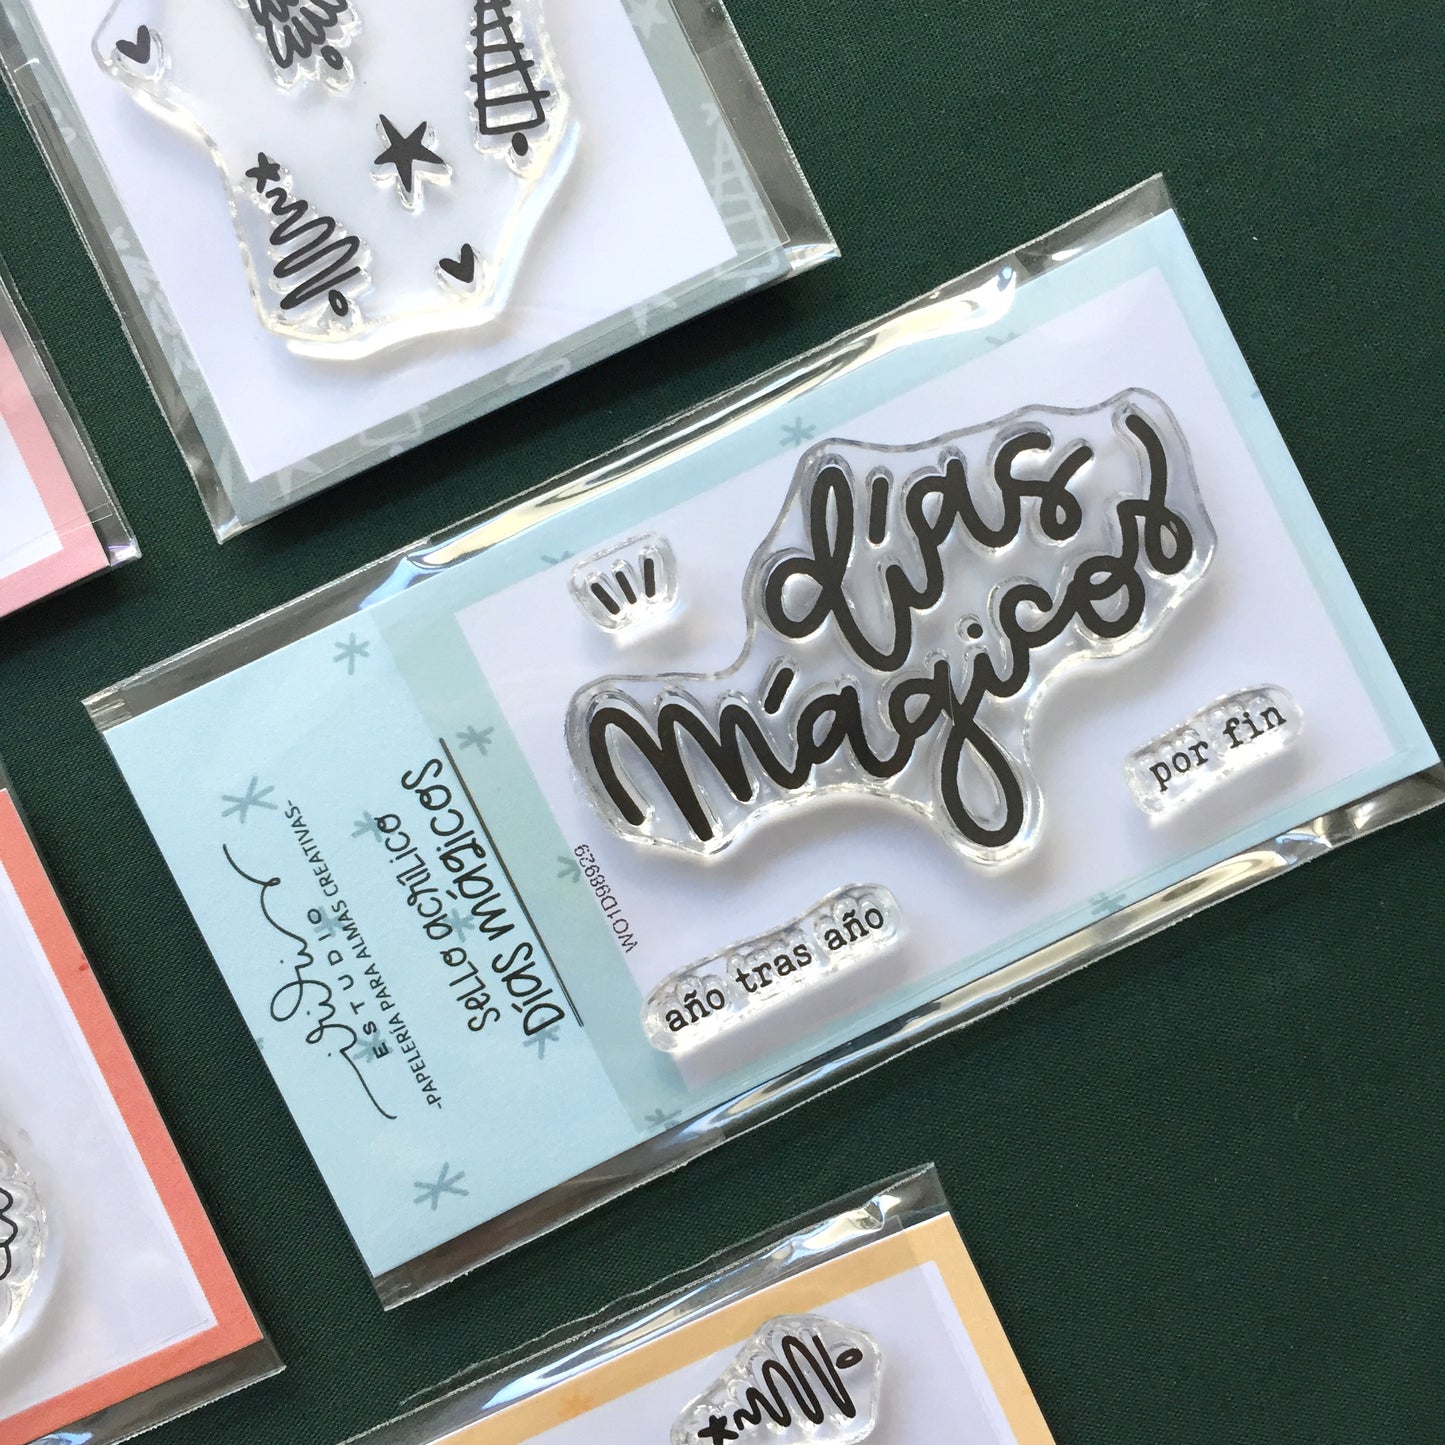 días
mágicos
por fin
año tras año
WO1D98929
Sello acrílico
Días mágicos
ESTUDIO
-PAPELERÍA PARA ALMAS CREATIVAS-